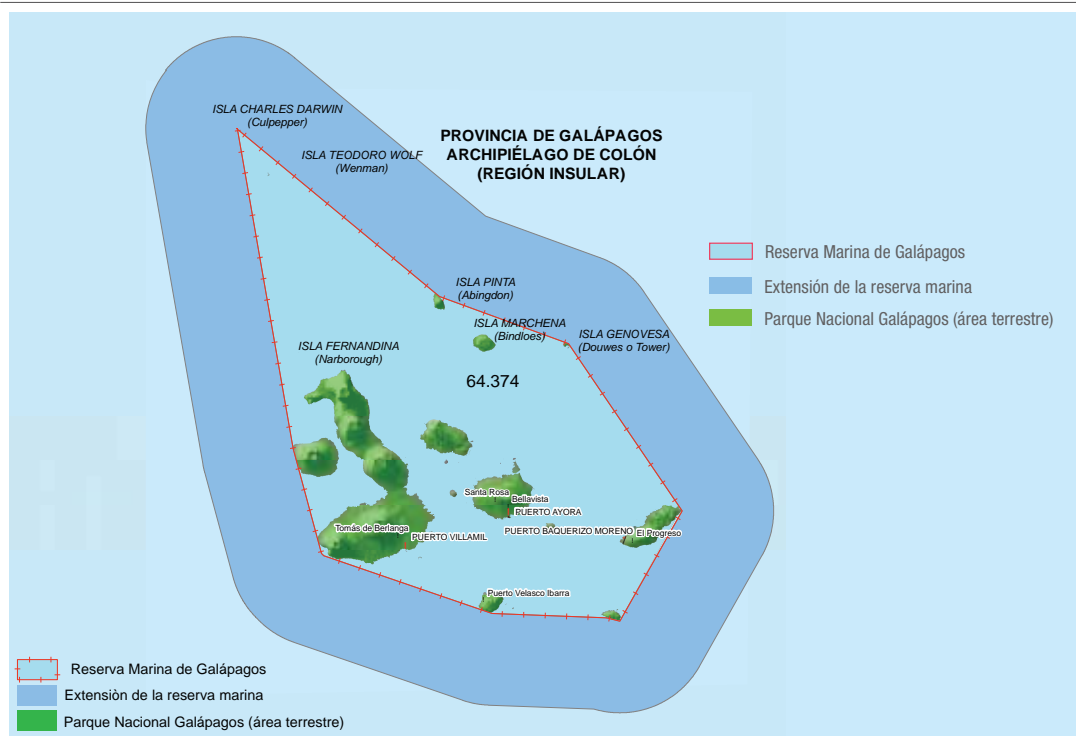 ISLA CHARLES DARWIN
(Culpepper)
PROVINCIA DE GALÁPAGOS
ARCHIPIÉLAGO DE COLÓN
(REGIÓN INSULAR)
ISLA TEODORO WOLF
(Wenman)
Reserva Marina de Galápagos
Extensión de la reserva marina
Parque Nacional Galápagos (área terrestre)
ISLA PINTA
(Abingdon)
ISLA MARCHENA
(Bindloes)
ISLA GENOVESA
(Douwes o Tower)
ISLA FERNANDINA
(Narborough)
64.374
Santa Rosa
Bellavista
PUERTO AYORA
Tomás de Berlanga
PUERTO VILLAMIL
PUERTO BAQUERIZO MORENO
El Progreso
Puerto Velasco Ibarra
Reserva Marina de Galápagos
Extensiòn de la reserva marina
Parque Nacional Galápagos (área terrestre)